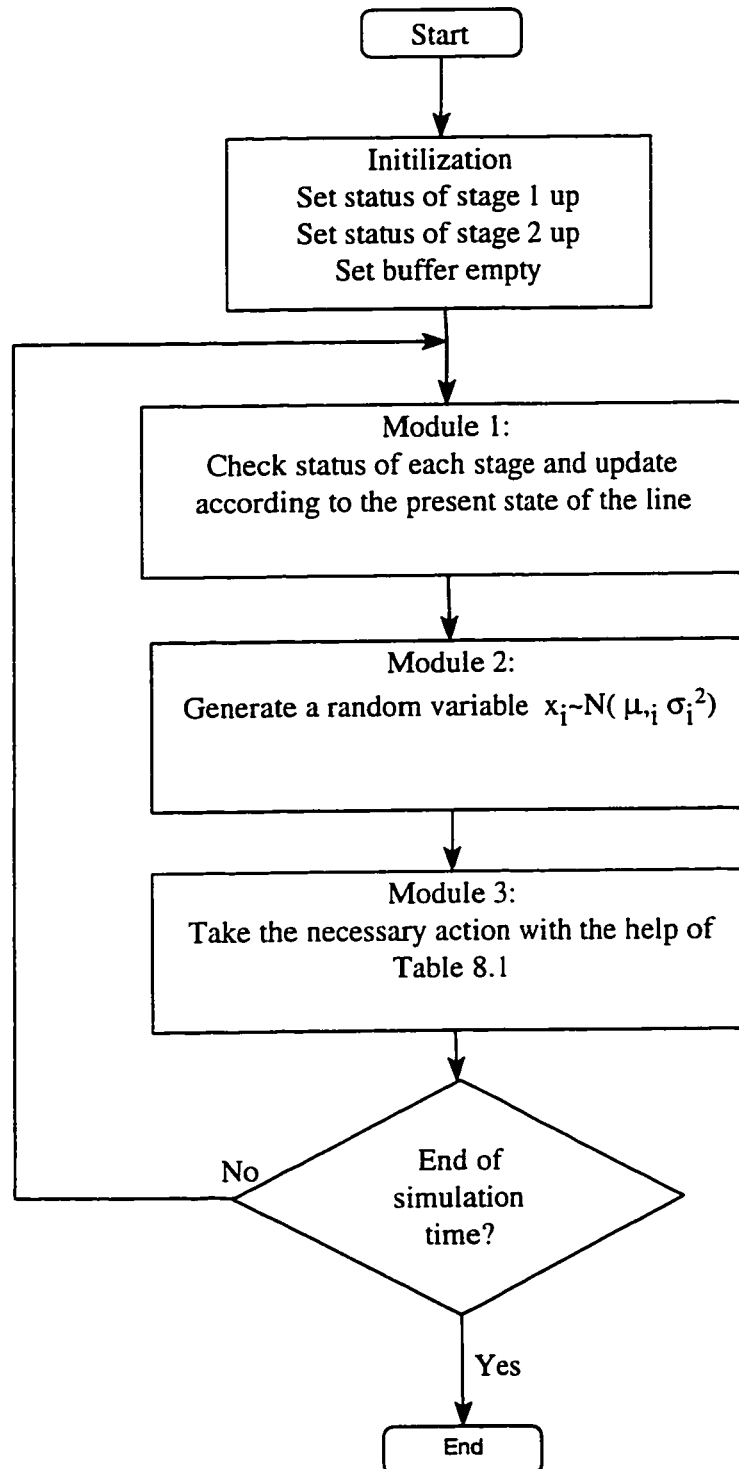 Start
Initilization
Set status of stage 1 up
Set status of stage 2 up
Set buffer empty
Module 1:
Check status of each stage and update
according to the present state of the line
Module 2:
Generate a random variable x_i~N( μ,_i σ_i²)
Module 3:
Take the necessary action with the help of
Table 8.1
No
End of
simulation
time?
Yes
End